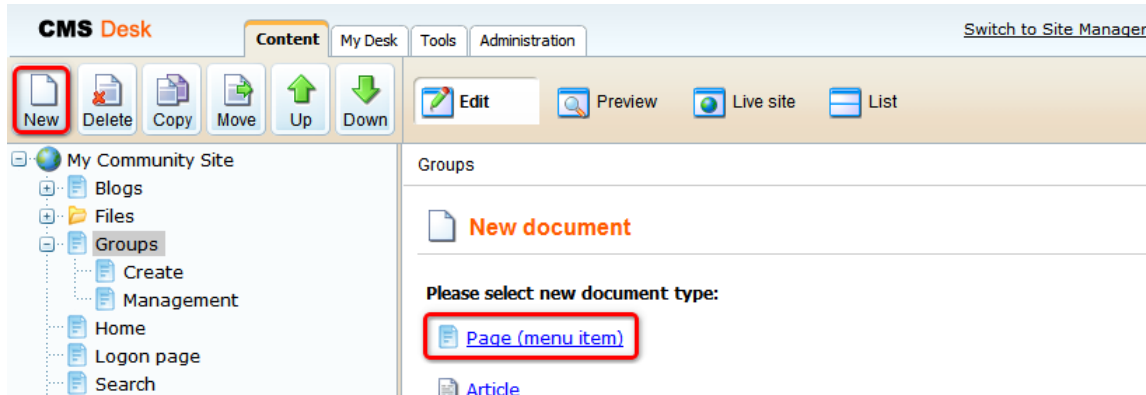 CMS Desk
Content
My Desk
Tools
Administration
Switch to Site Manager
New
Delete
Copy
Move
Up
Down
Edit
Preview
Live site
List
My Community Site
Blogs
Files
Groups
Create
Management
Home
Logon page
Search
Groups
New document
Please select new document type:
Page (menu item)
Article